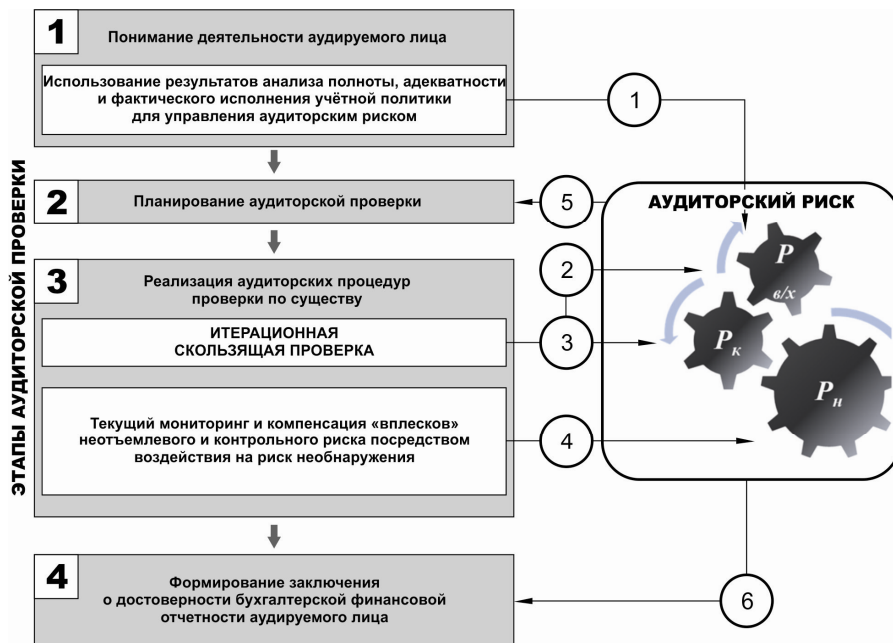 ЭТАПЫ АУДИТОРСКОЙ ПРОВЕРКИ
1
Понимание деятельности аудируемого лица
Использование результатов анализа полноты, адекватности
и фактического исполнения учётной политики
для управления аудиторским риском
1
2
Планирование аудиторской проверки
5
АУДИТОРСКИЙ РИСК
Р
в/х
Рк
Рн
3
Реализация аудиторских процедур
проверки по существу
2
ИТЕРАЦИОННАЯ
СКОЛЬЗЯЩАЯ ПРОВЕРКА
3
Текущий мониторинг и компенсация «вплесков»
неотъемлевого и контрольного риска посредством
воздействия на риск необнаружения
4
4
Формирование заключения
о достоверности бухгалтерской финансовой
отчетности аудируемого лица
6